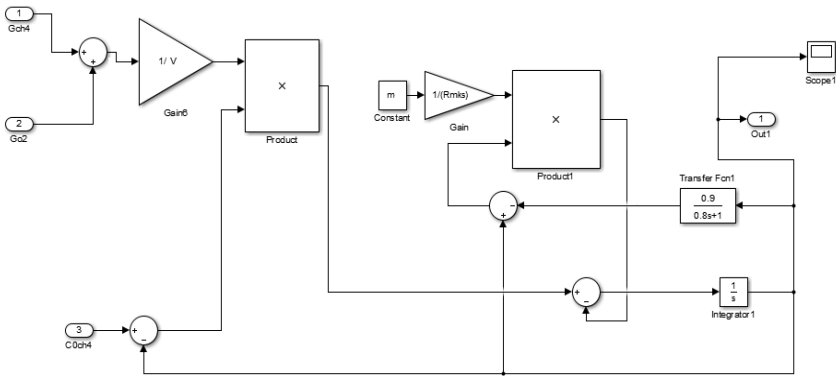 1
Gch4
+
+
2
Go2
1/ V
Gain6
×
Product
m
Constant
1/(Rmks)
Gain
×
Product1
Scope1
1
Out1
Transfer Fcn1
0.9
0.8s+1
−
+
+
−
1
s
Integrator1
3
C0ch4
+
−